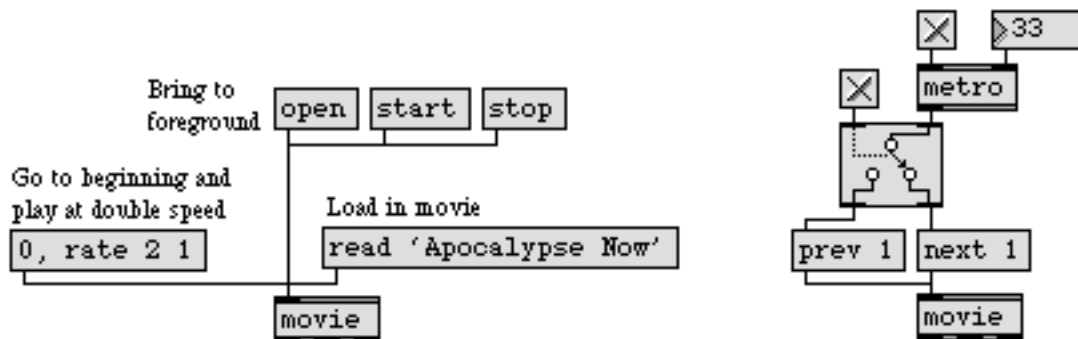 Bring to
foreground
open
start
stop
Go to beginning and
play at double speed
0, rate 2 1
Load in movie
read ‘Apocalypse Now’
movie
33
metro
prev 1
next 1
movie